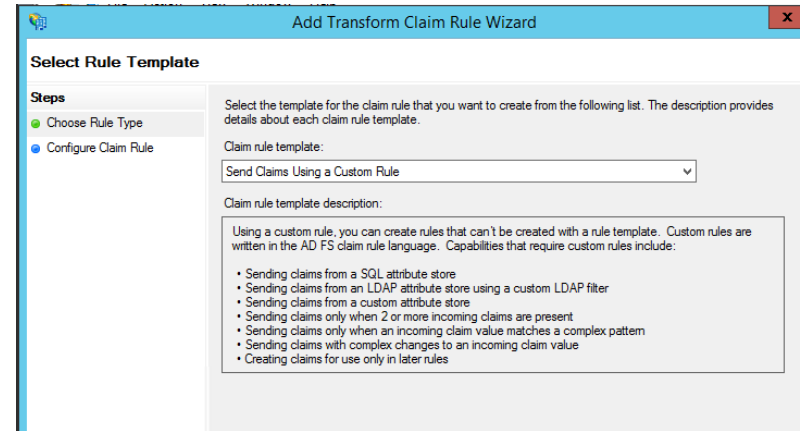 Add Transform Claim Rule Wizard
x
Select Rule Template
Steps
Choose Rule Type
Configure Claim Rule
Select the template for the claim rule that you want to create from the following list. The description provides
details about each claim rule template.
Claim rule template:
Send Claims Using a Custom Rule
Claim rule template description:
Using a custom rule, you can create rules that can't be created with a rule template. Custom rules are
written in the AD FS claim rule language. Capabilities that require custom rules include:
• Sending claims from a SQL attribute store
• Sending claims from an LDAP attribute store using a custom LDAP filter
• Sending claims from a custom attribute store
• Sending claims only when 2 or more incoming claims are present
• Sending claims only when an incoming claim value matches a complex pattern
• Sending claims with complex changes to an incoming claim value
• Creating claims for use only in later rules